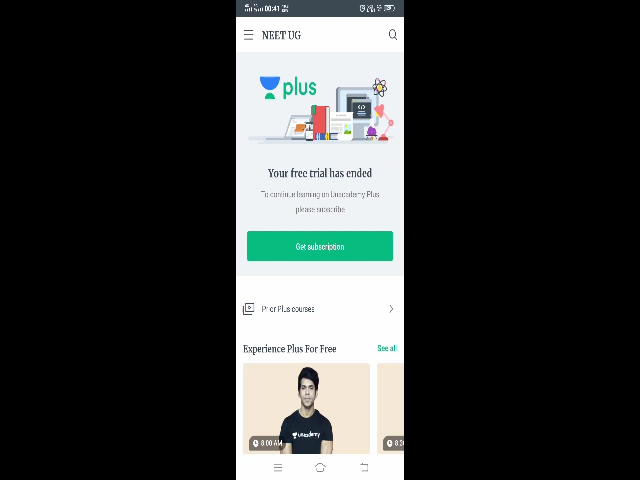 00:41
NEET UG
plus
Your free trial has ended
To continue learning on Unacademy Plus
please subscribe
Get subscription
Prior Plus courses
Experience Plus For Free
See all
unacademy
8:00 AM